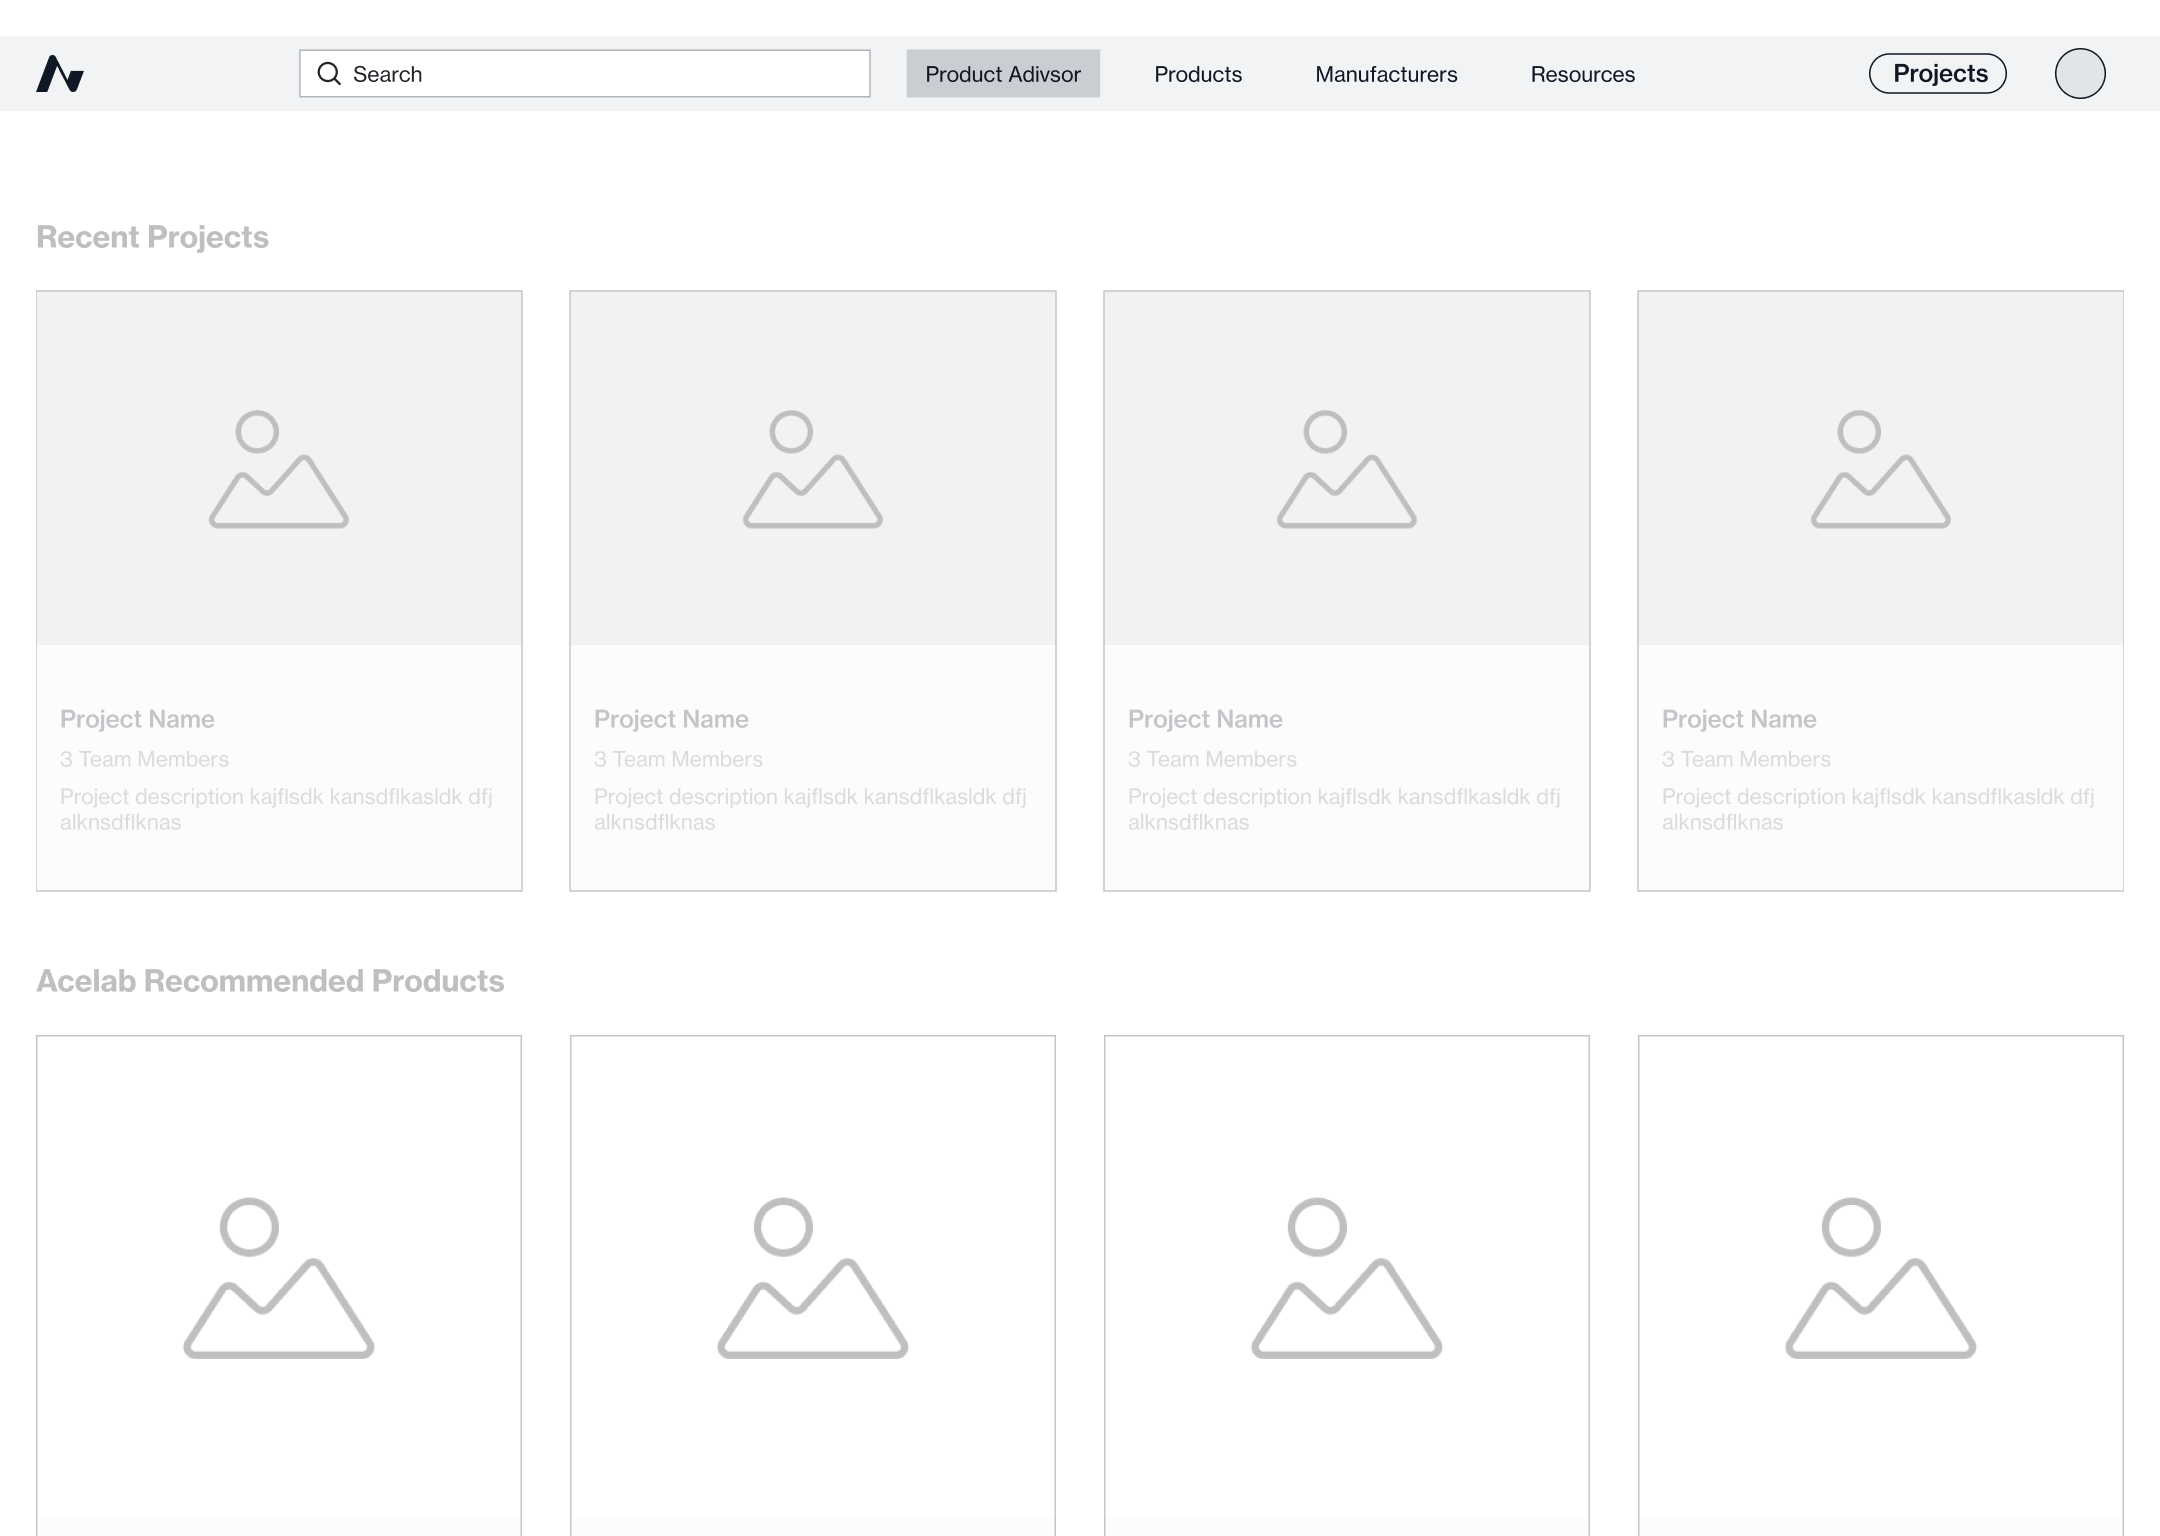 Search
Product Adivsor
Products
Manufacturers
Resources
Projects
Recent Projects
Project Name
3 Team Members
Project description kajflsdk kansdflkasldk dfj
alknsdflknas
Project Name
3 Team Members
Project description kajflsdk kansdflkasldk dfj
alknsdflknas
Project Name
3 Team Members
Project description kajflsdk kansdflkasldk dfj
alknsdflknas
Project Name
3 Team Members
Project description kajflsdk kansdflkasldk dfj
alknsdflknas
Acelab Recommended Products